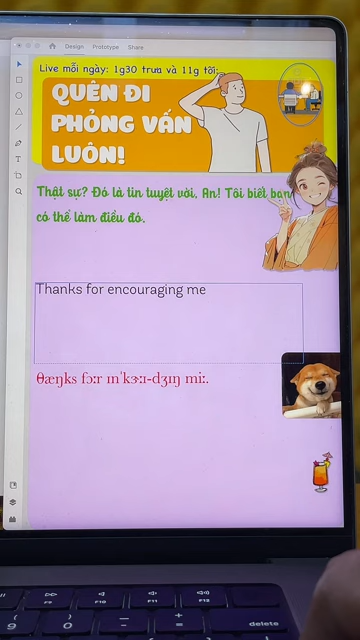 Design Prototype Share
Live mỗi ngày: 1g30 trưa và 11g tối
QUÊN ĐI
PHỎNG VẤN
LUÔN!
Thật sự? Đó là tin tuyệt vời, An! Tôi biết bạn
có thể làm điều đó.
Thanks for encouraging me
θæŋks fɔːr ɪnˈkɜːɪ-dʒɪŋ miː.
F9 F10 F11 F12
delete